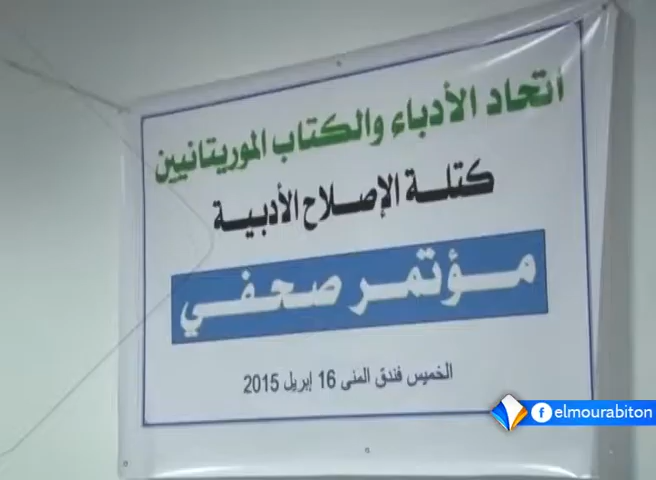 اتحاد الأدباء والكتاب الموريتانيين
كتلة الإصلاح الأدبية
مؤتمر صحفي
الخميس فندق المنى 16 إبريل 2015
elmourabiton